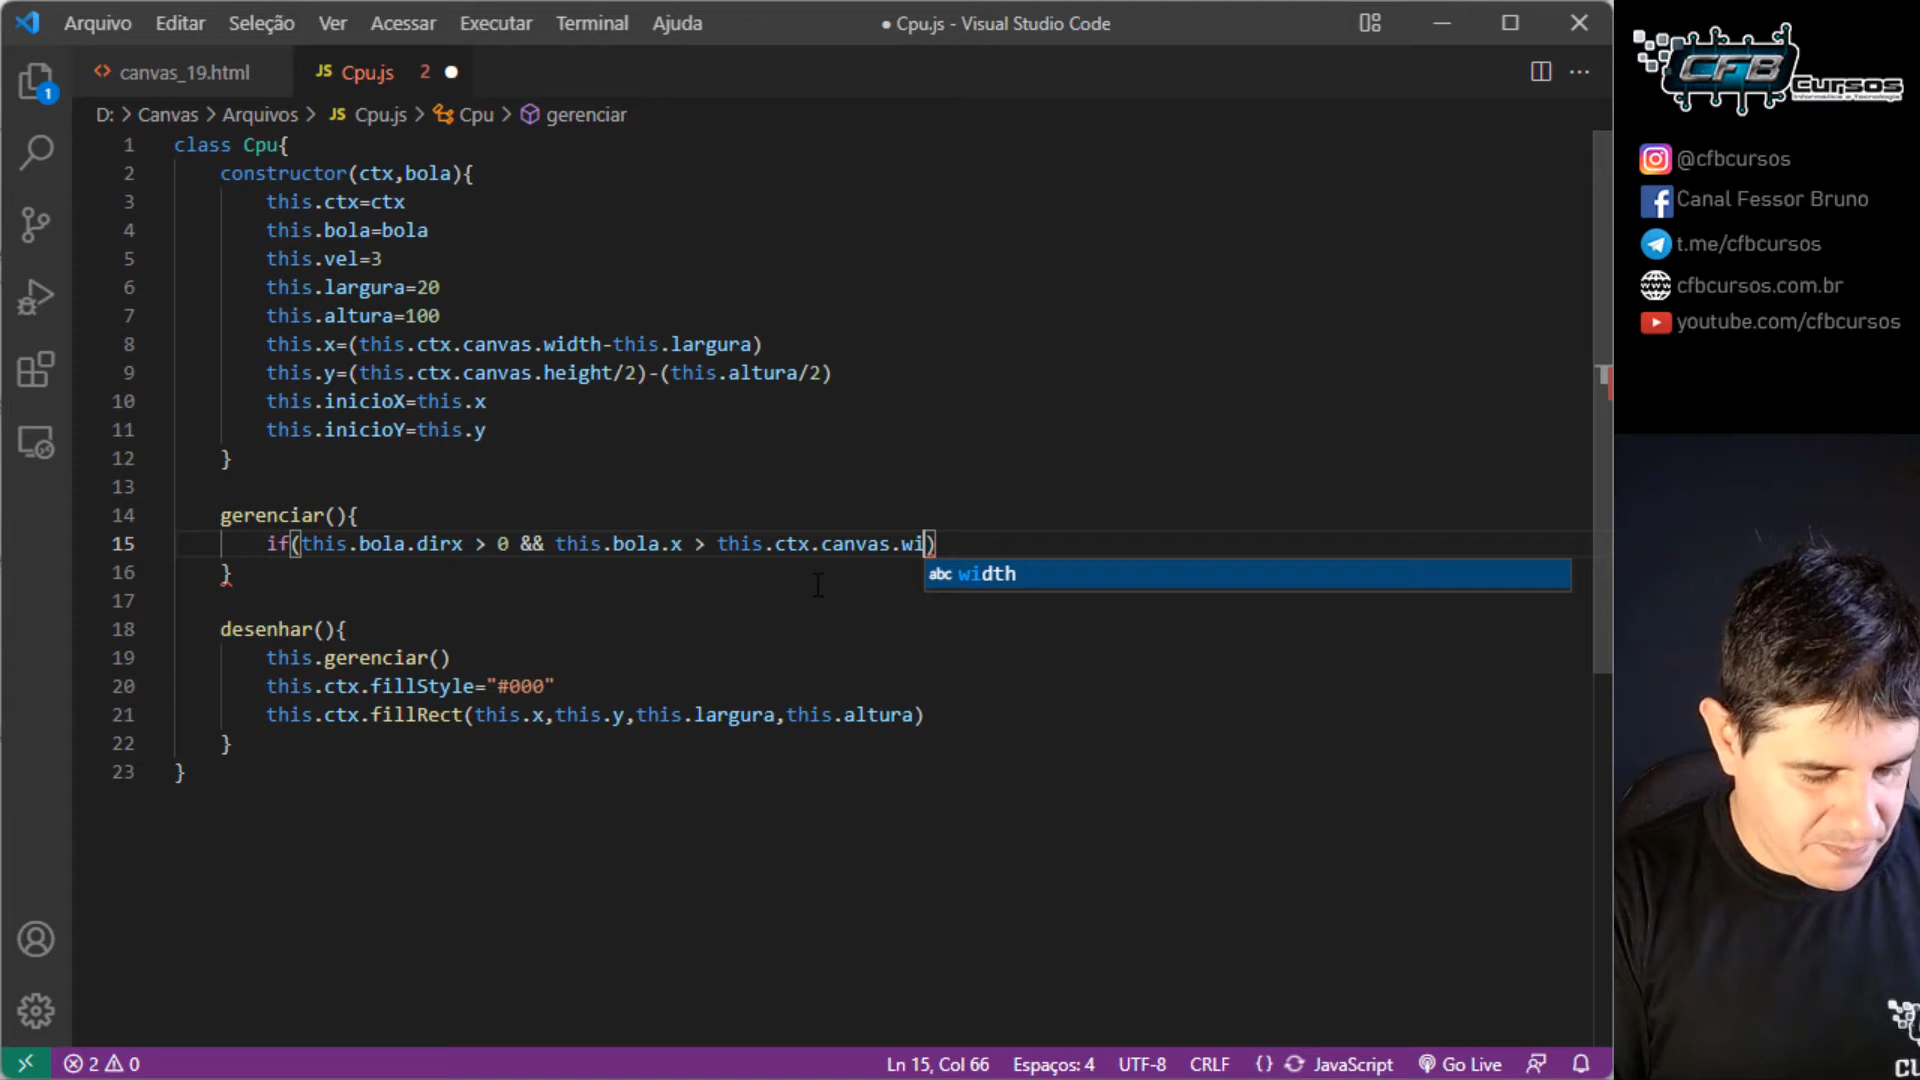 Arquivo Editar Seleção Ver Acessar Executar Terminal Ajuda
● Cpu.js - Visual Studio Code
canvas_19.html
JS Cpu.js 2
D: > Canvas > Arquivos > JS Cpu.js > Cpu > gerenciar
1 class Cpu{
2 constructor(ctx,bola){
3 this.ctx=ctx
4 this.bola=bola
5 this.vel=3
6 this.largura=20
7 this.altura=100
8 this.x=(this.ctx.canvas.width-this.largura)
9 this.y=(this.ctx.canvas.height/2)-(this.altura/2)
10 this.inicioX=this.x
11 this.inicioY=this.y
12 }
13
14 gerenciar(){
15 if(this.bola.dirx > 0 && this.bola.x > this.ctx.canvas.wi)
abc width
16 }
17
18 desenhar(){
19 this.gerenciar()
20 this.ctx.fillStyle="#000"
21 this.ctx.fillRect(this.x,this.y,this.largura,this.altura)
22 }
23 }
1
2 0
Ln 15, Col 66 Espaços: 4 UTF-8 CRLF {} JavaScript Go Live
CFB
Cursos
@cfbcursos
Canal Fessor Bruno
t.me/cfbcursos
cfbcursos.com.br
youtube.com/cfbcursos